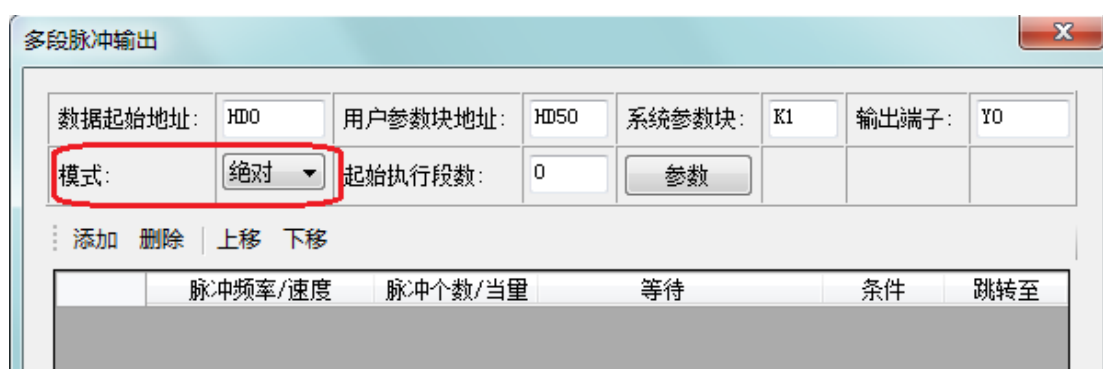 多段脉冲输出
数据起始地址: HD0 用户参数块地址: HD50 系统参数块: K1 输出端子: Y0
模式: 绝对 起始执行段数: 0 参数
添加 删除 上移 下移
脉冲频率/速度 脉冲个数/当量 等待 条件 跳转至